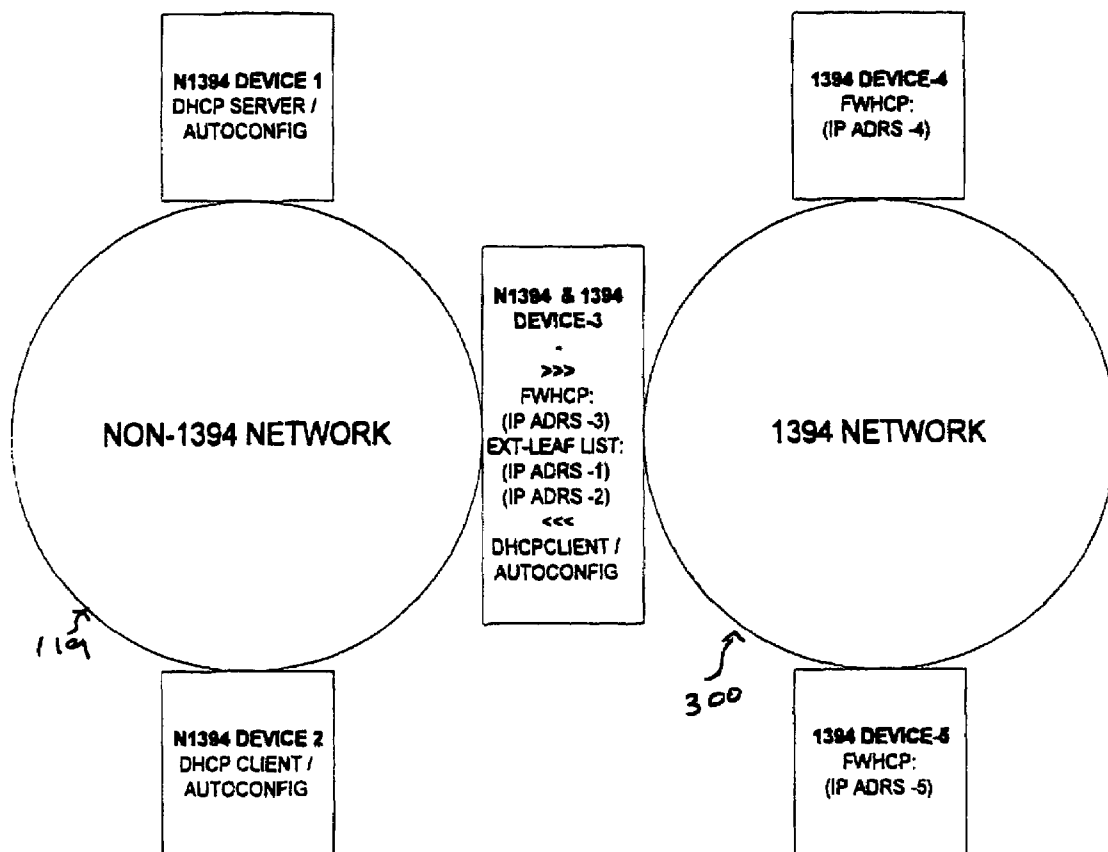 N1394 DEVICE 1
DHCP SERVER /
AUTOCONFIG
1394 DEVICE-4
FWHCP:
(IP ADRS -4)
NON-1394 NETWORK
N1394 & 1394
DEVICE-3
-
>>>
FWHCP:
(IP ADRS -3)
EXT-LEAF LIST:
(IP ADRS -1)
(IP ADRS -2)
<<<
DHCPCLIENT /
AUTOCONFIG
1394 NETWORK
119
300
N1394 DEVICE 2
DHCP CLIENT /
AUTOCONFIG
1394 DEVICE-5
FWHCP:
(IP ADRS -5)